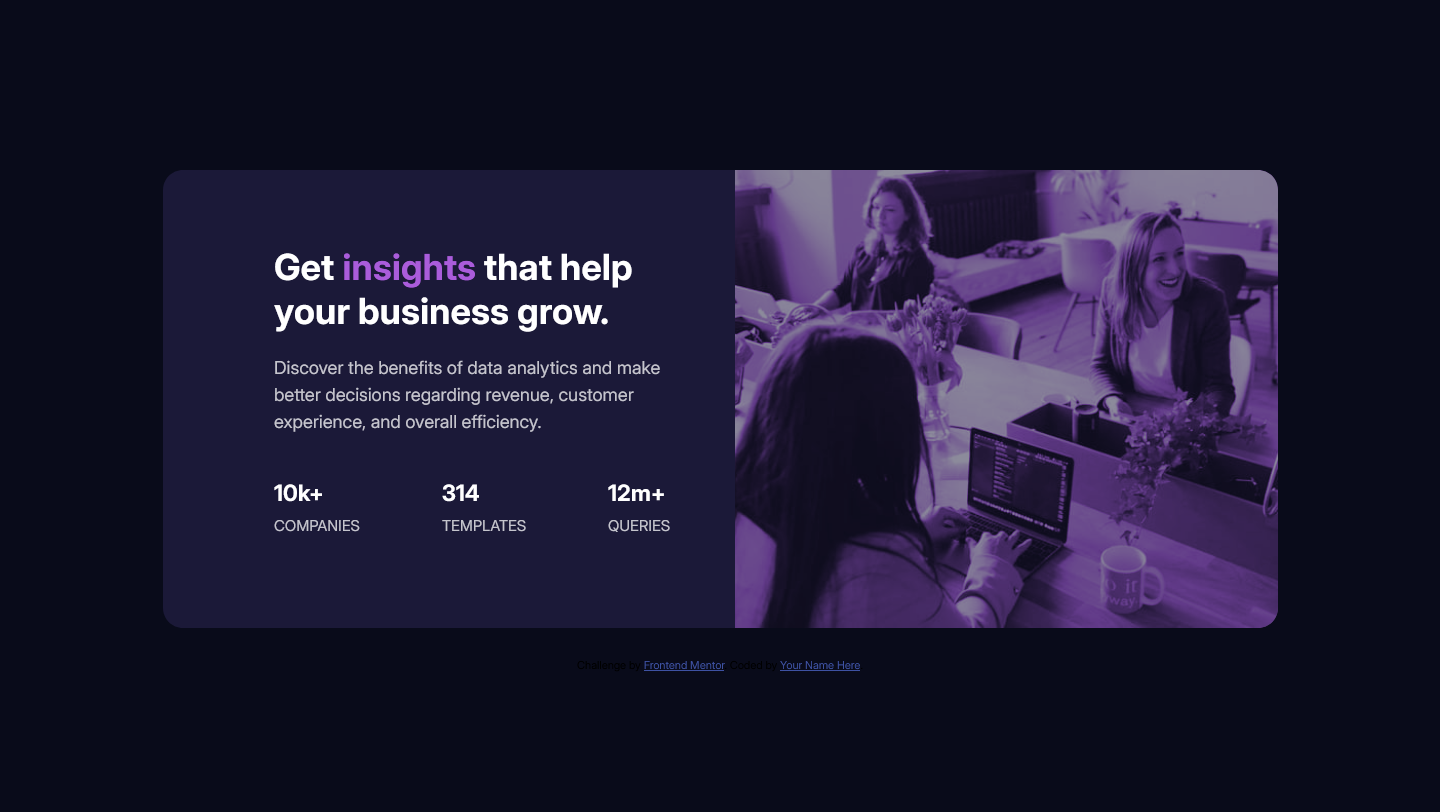 Get insights that help
your business grow.
Discover the benefits of data analytics and make
better decisions regarding revenue, customer
experience, and overall efficiency.
10k+ 314 12m+
COMPANIES TEMPLATES QUERIES
Challenge by Frontend Mentor. Coded by Your Name Here